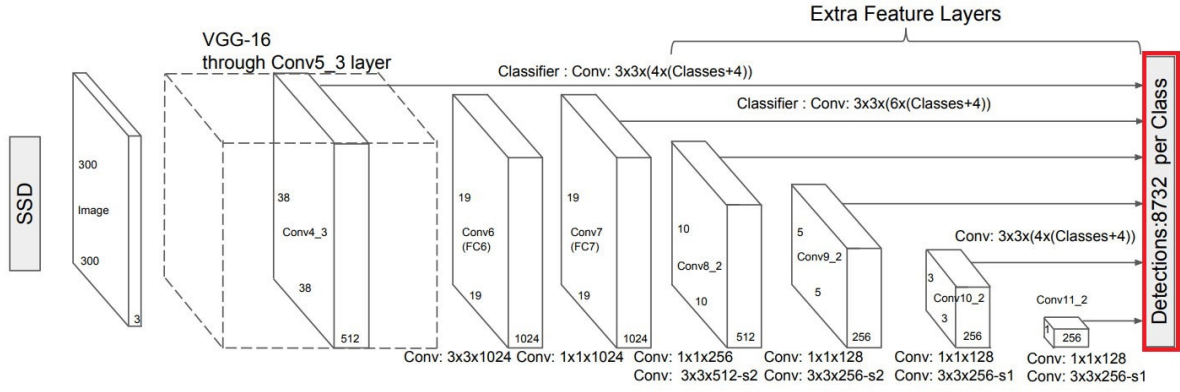 Extra Feature Layers
VGG-16
through Conv5_3 layer
Classifier : Conv: 3x3x(4x(Classes+4))
Classifier : Conv: 3x3x(6x(Classes+4))
SSD
300
Image
300
3
38
Conv4_3
38
512
19
Conv6
(FC6)
19
1024
19
Conv7
(FC7)
19
1024
10
Conv8_2
10
512
5
Conv9_2
5
256
Conv: 3x3x(4x(Classes+4))
3
Conv10_2
3
256
Conv11_2
1
256
Detections:8732 per Class
Conv: 3x3x1024
Conv: 1x1x1024
Conv: 1x1x256
Conv: 3x3x512-s2
Conv: 1x1x128
Conv: 3x3x256-s2
Conv: 1x1x128
Conv: 3x3x256-s1
Conv: 1x1x128
Conv: 3x3x256-s1